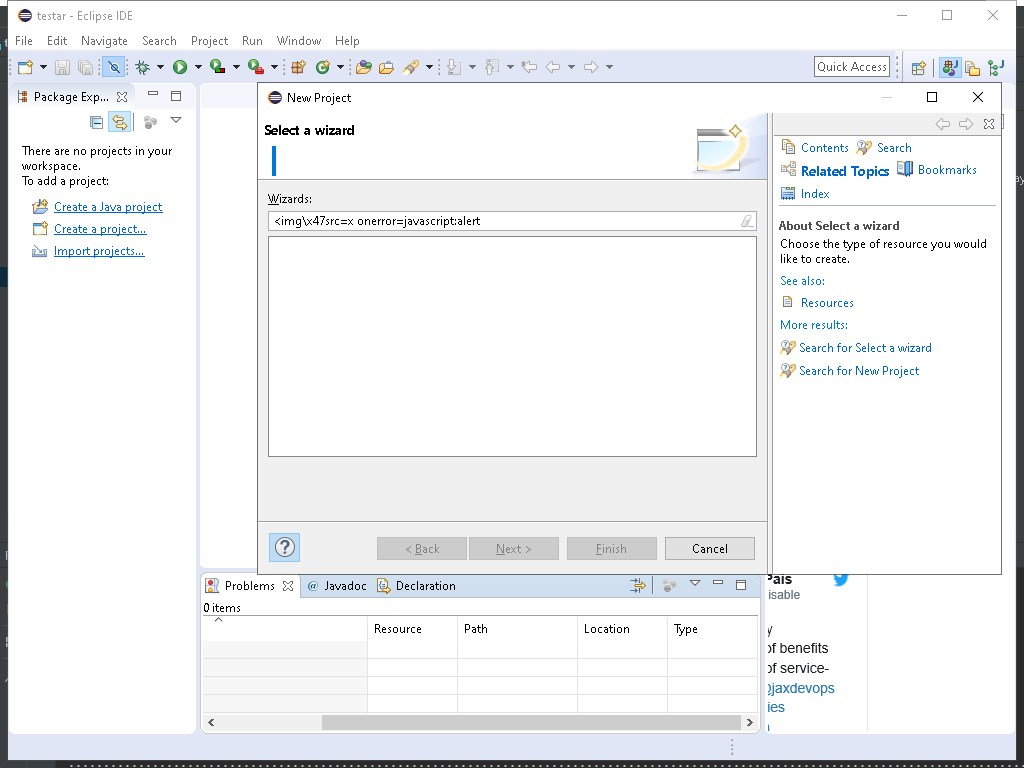 testar - Eclipse IDE
File Edit Navigate Search Project Run Window Help
Quick Access
Package Exp...
There are no projects in your
workspace.
To add a project:
Create a Java project
Create a project...
Import projects...
New Project
Select a wizard
Wizards:
<img\x47src=x onerror=javascript:alert
< Back Next > Finish Cancel
Contents Search
Related Topics Bookmarks
Index
About Select a wizard
Choose the type of resource you would
like to create.
See also:
Resources
More results:
Search for Select a wizard
Search for New Project
Problems @ Javadoc Declaration
0 items
Resource Path Location Type
Pais
isable
y
of benefits
of service-
@jaxdevops
ies